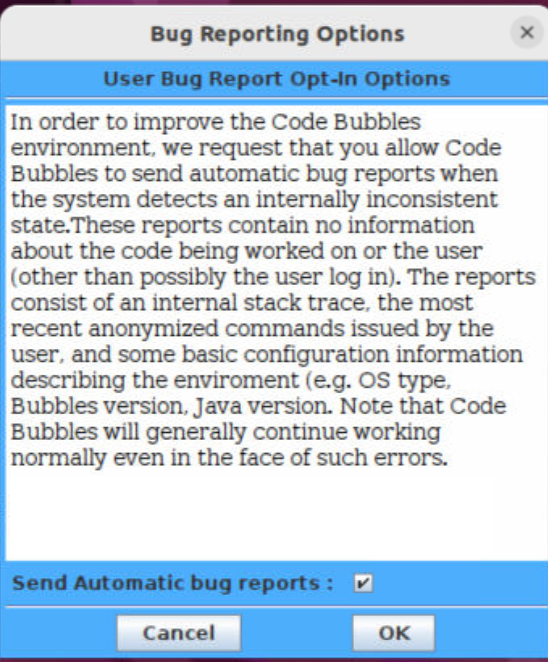 Bug Reporting Options
User Bug Report Opt-In Options
In order to improve the Code Bubbles
environment, we request that you allow Code
Bubbles to send automatic bug reports when
the system detects an internally inconsistent
state.These reports contain no information
about the code being worked on or the user
(other than possibly the user log in). The reports
consist of an internal stack trace, the most
recent anonymized commands issued by the
user, and some basic configuration information
describing the enviroment (e.g. OS type,
Bubbles version, Java version. Note that Code
Bubbles will generally continue working
normally even in the face of such errors.
Send Automatic bug reports :
Cancel OK